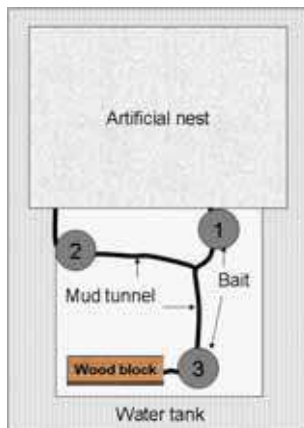 Artificial nest
1
2
Bait
Mud tunnel
3
Wood block
Water tank